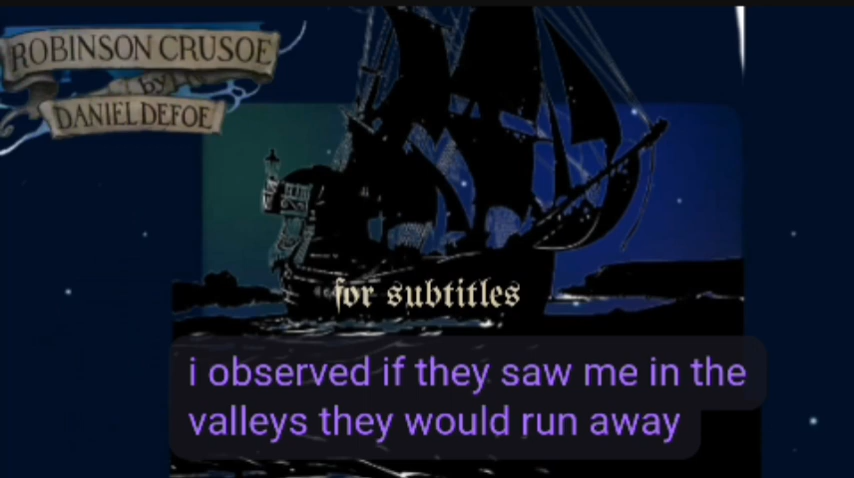 ROBINSON CRUSOE
by
DANIEL DEFOE
for subtitles
i observed if they saw me in the
valleys they would run away